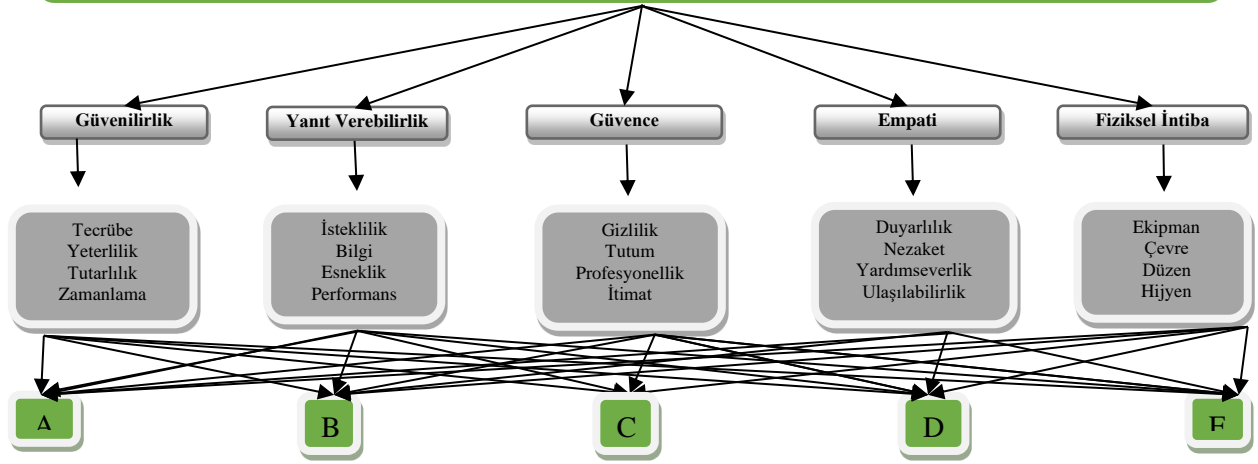 Güvenilirlik
Yanıt Verebilirlik
Güvence
Empati
Fiziksel İntiba
Tecrübe
Yeterlilik
Tutarlılık
Zamanlama
İsteklilik
Bilgi
Esneklik
Performans
Gizlilik
Tutum
Profesyonellik
İtimat
Duyarlılık
Nezaket
Yardımseverlik
Ulaşılabilirlik
Ekipman
Çevre
Düzen
Hijyen
A
B
C
D